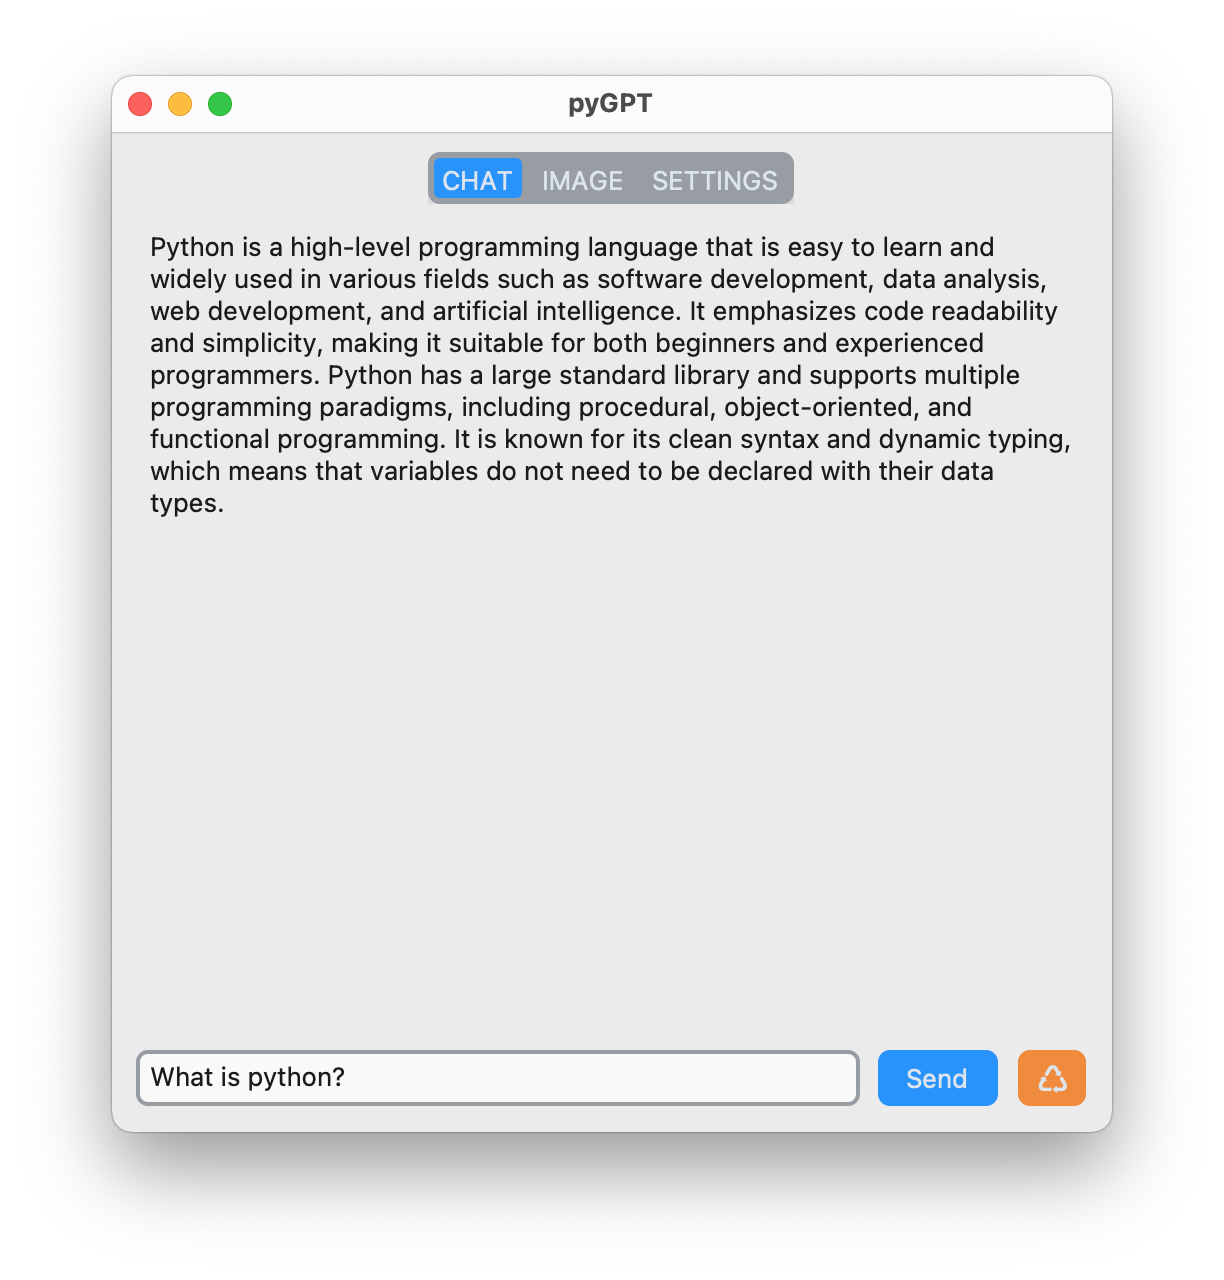 pyGPT
CHAT IMAGE SETTINGS
Python is a high-level programming language that is easy to learn and
widely used in various fields such as software development, data analysis,
web development, and artificial intelligence. It emphasizes code readability
and simplicity, making it suitable for both beginners and experienced
programmers. Python has a large standard library and supports multiple
programming paradigms, including procedural, object-oriented, and
functional programming. It is known for its clean syntax and dynamic typing,
which means that variables do not need to be declared with their data
types.
What is python? Send